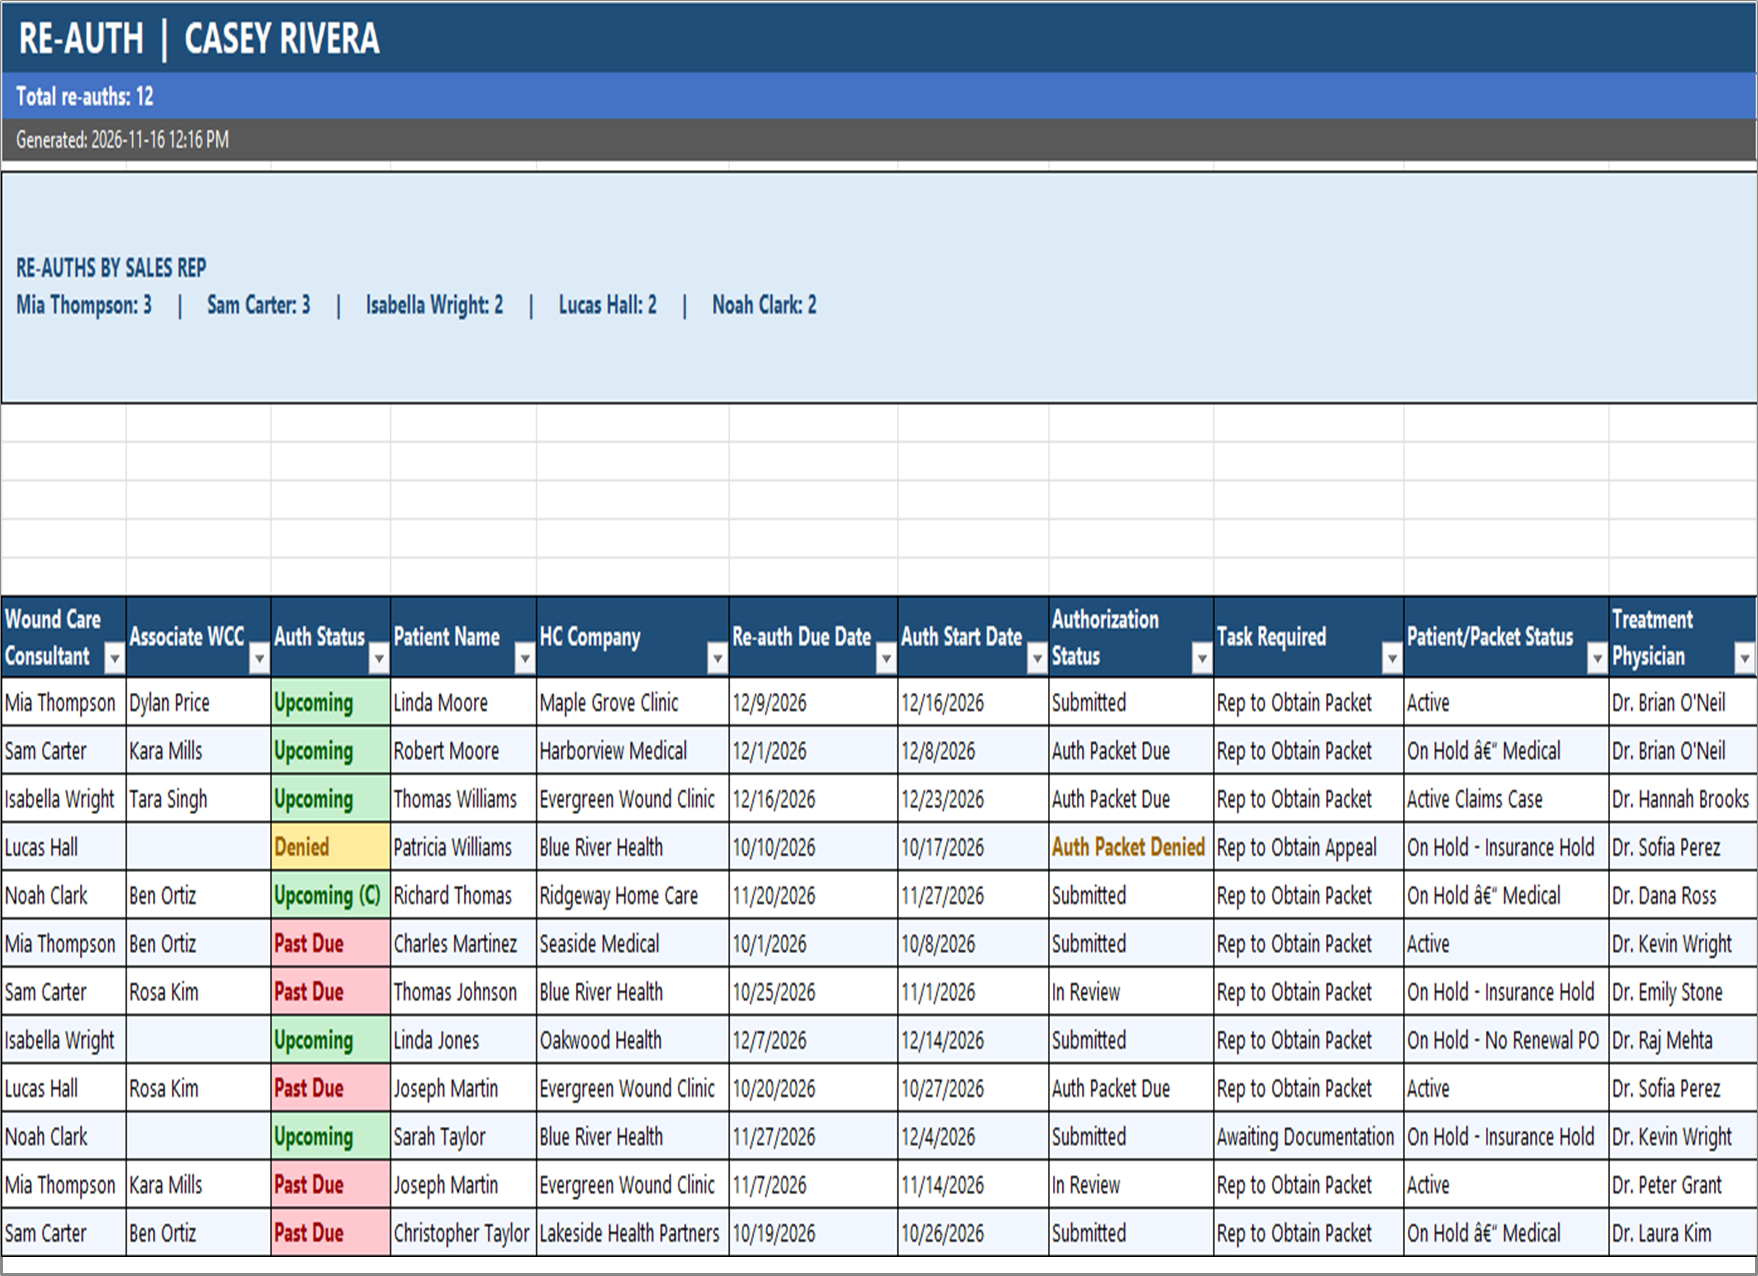 RE-AUTH | CASEY RIVERA
Total re-auths: 12
Generated: 2026-11-16 12:16 PM
RE-AUTHS BY SALES REP
Mia Thompson: 3 | Sam Carter: 3 | Isabella Wright: 2 | Lucas Hall: 2 | Noah Clark: 2
Wound Care Consultant Associate WCC Auth Status Patient Name HC Company Re-auth Due Date Auth Start Date Authorization Status Task Required Patient/Packet Status Treatment Physician
Mia Thompson Dylan Price Upcoming Linda Moore Maple Grove Clinic 12/9/2026 12/16/2026 Submitted Rep to Obtain Packet Active Dr. Brian O'Neil
Sam Carter Kara Mills Upcoming Robert Moore Harborview Medical 12/1/2026 12/8/2026 Auth Packet Due Rep to Obtain Packet On Hold â€“ Medical Dr. Brian O'Neil
Isabella Wright Tara Singh Upcoming Thomas Williams Evergreen Wound Clinic 12/16/2026 12/23/2026 Auth Packet Due Rep to Obtain Packet Active Claims Case Dr. Hannah Brooks
Lucas Hall Denied Patricia Williams Blue River Health 10/10/2026 10/17/2026 Auth Packet Denied Rep to Obtain Appeal On Hold - Insurance Hold Dr. Sofia Perez
Noah Clark Ben Ortiz Upcoming (C) Richard Thomas Ridgeway Home Care 11/20/2026 11/27/2026 Submitted Rep to Obtain Packet On Hold â€“ Medical Dr. Dana Ross
Mia Thompson Ben Ortiz Past Due Charles Martinez Seaside Medical 10/1/2026 10/8/2026 Submitted Rep to Obtain Packet Active Dr. Kevin Wright
Sam Carter Rosa Kim Past Due Thomas Johnson Blue River Health 10/25/2026 11/1/2026 In Review Rep to Obtain Packet On Hold - Insurance Hold Dr. Emily Stone
Isabella Wright Upcoming Linda Jones Oakwood Health 12/7/2026 12/14/2026 Submitted Rep to Obtain Packet On Hold - No Renewal PO Dr. Raj Mehta
Lucas Hall Rosa Kim Past Due Joseph Martin Evergreen Wound Clinic 10/20/2026 10/27/2026 Auth Packet Due Rep to Obtain Packet Active Dr. Sofia Perez
Noah Clark Upcoming Sarah Taylor Blue River Health 11/27/2026 12/4/2026 Submitted Awaiting Documentation On Hold - Insurance Hold Dr. Kevin Wright
Mia Thompson Kara Mills Past Due Joseph Martin Evergreen Wound Clinic 11/7/2026 11/14/2026 In Review Rep to Obtain Packet Active Dr. Peter Grant
Sam Carter Ben Ortiz Past Due Christopher Taylor Lakeside Health Partners 10/19/2026 10/26/2026 Submitted Rep to Obtain Packet On Hold â€“ Medical Dr. Laura Kim